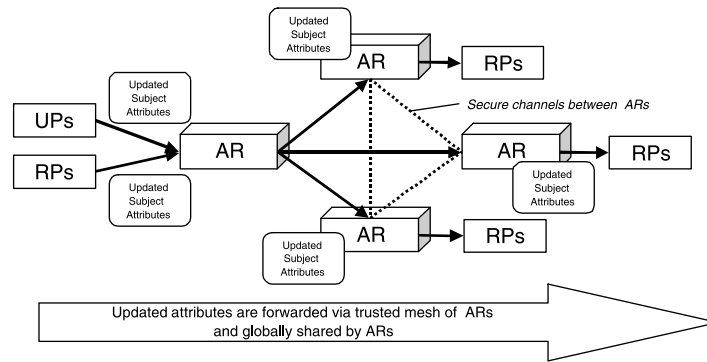 Updated
Subject
Attributes
AR
RPs
Updated
Subject
Attributes
Secure channels between ARs
UPs
AR
AR
RPs
RPs
Updated
Subject
Attributes
Updated
Subject
Attributes
AR
RPs
Updated
Subject
Attributes
Updated attributes are forwarded via trusted mesh of ARs
and globally shared by ARs